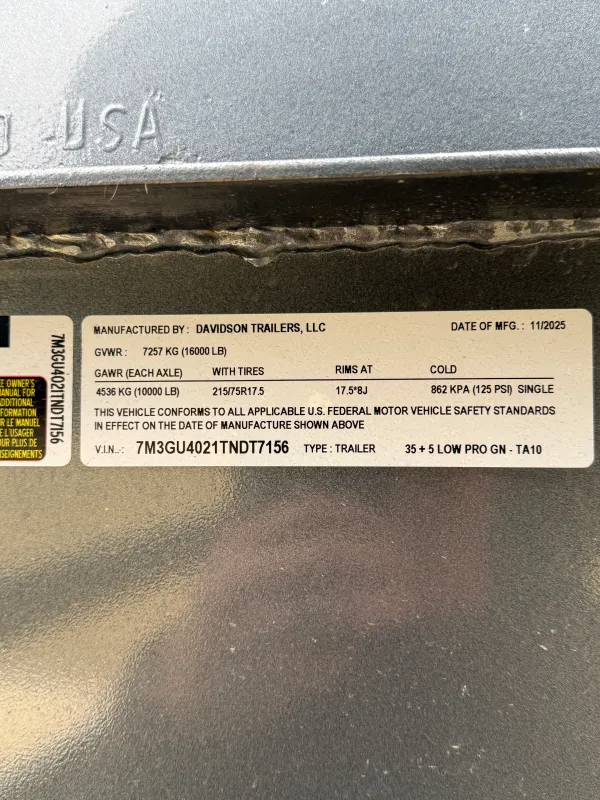 -USA
7M3GU4021TNDT7156
MANUFACTURED BY: DAVIDSON TRAILERS, LLC DATE OF MFG.: 11/2025
GVWR: 7257 KG (16000 LB)
GAWR (EACH AXLE) WITH TIRES RIMS AT COLD
4536 KG (10000 LB) 215/75R17.5 17.5*8J 862 KPA (125 PSI) SINGLE
THIS VEHICLE CONFORMS TO ALL APPLICABLE U.S. FEDERAL MOTOR VEHICLE SAFETY STANDARDS
IN EFFECT ON THE DATE OF MANUFACTURE SHOWN ABOVE
V.I.N..: 7M3GU4021TNDT7156 TYPE: TRAILER 35 + 5 LOW PRO GN - TA10
OWNER'S
MANUAL FOR
ADDITIONAL
INFORMATION
LE MANUEL
L'USAGER
POUR PLUS DE